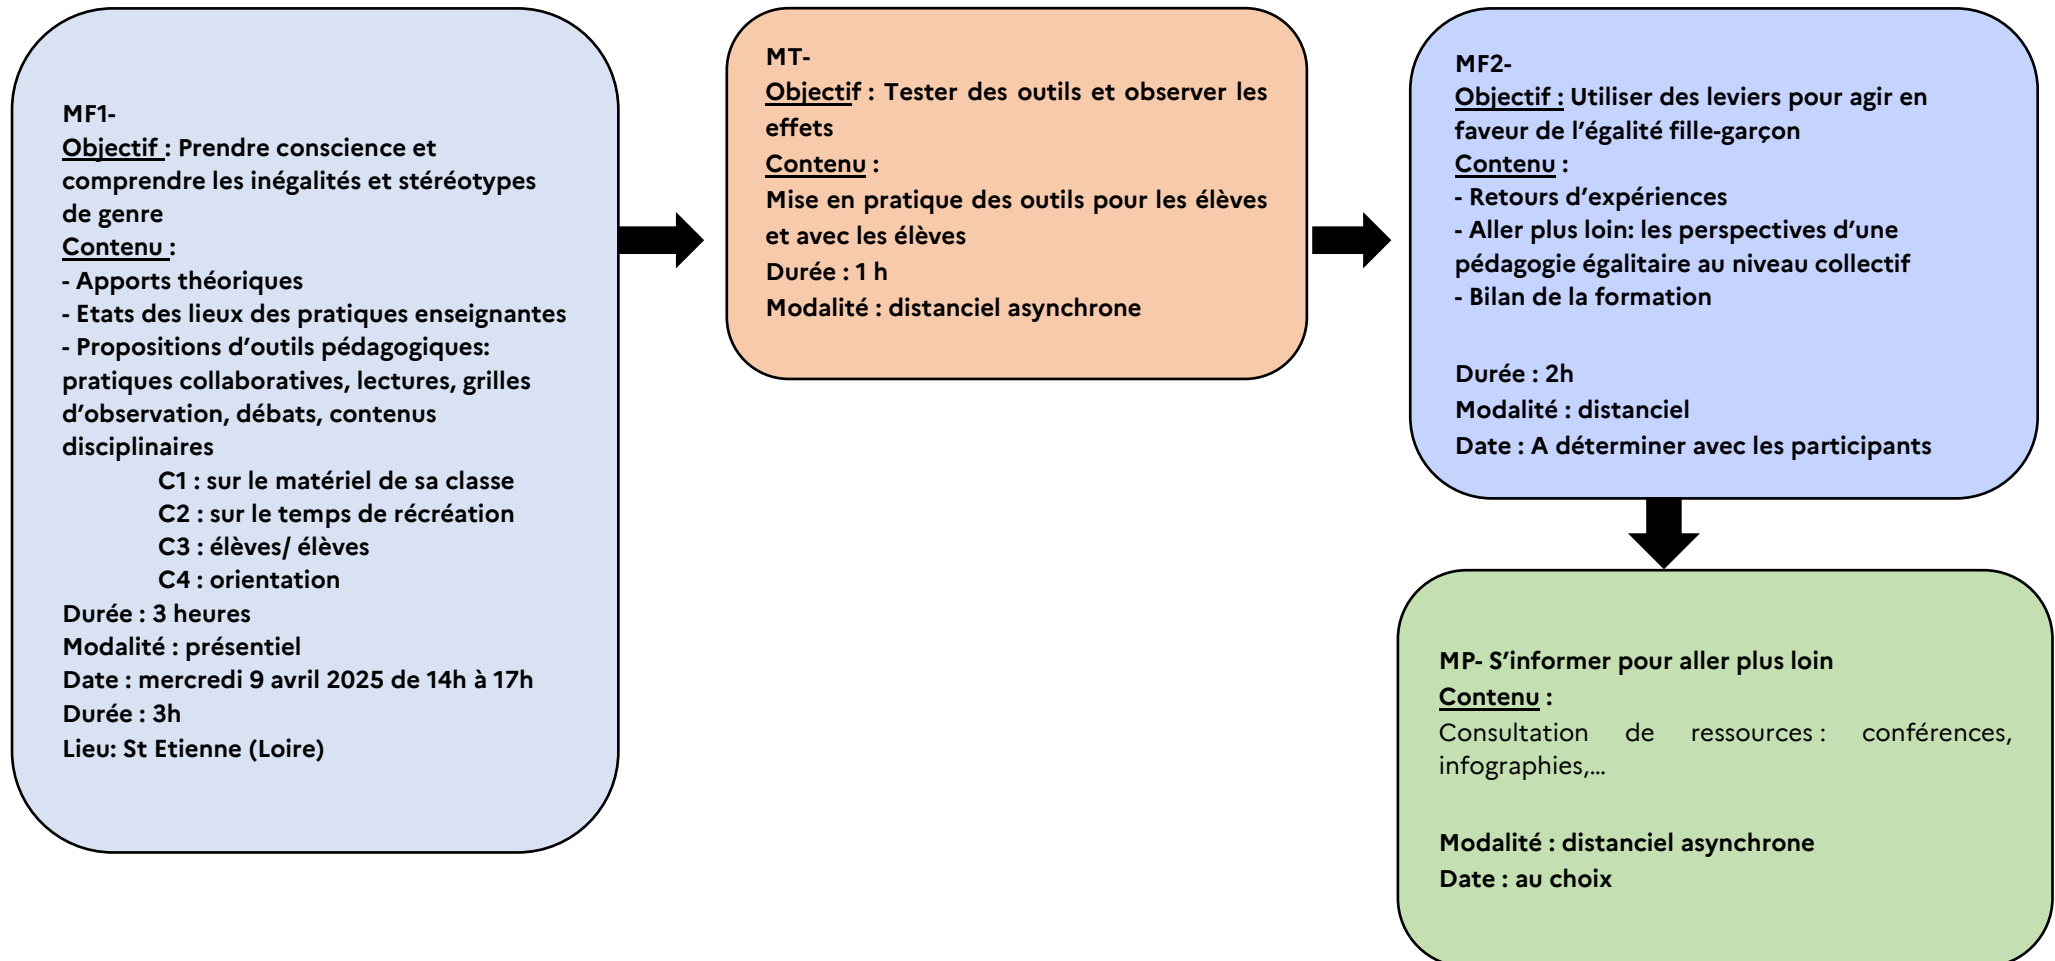 MF1-
Objectif : Prendre conscience et
comprendre les inégalités et stéréotypes
de genre
Contenu :
- Apports théoriques
- Etats des lieux des pratiques enseignantes
- Propositions d’outils pédagogiques:
pratiques collaboratives, lectures, grilles
d’observation, débats, contenus
disciplinaires
C1 : sur le matériel de sa classe
C2 : sur le temps de récréation
C3 : élèves/ élèves
C4 : orientation
Durée : 3 heures
Modalité : présentiel
Date : mercredi 9 avril 2025 de 14h à 17h
Durée : 3h
Lieu: St Etienne (Loire)
MT-
Objectif : Tester des outils et observer les
effets
Contenu :
Mise en pratique des outils pour les élèves
et avec les élèves
Durée : 1 h
Modalité : distanciel asynchrone
MF2-
Objectif : Utiliser des leviers pour agir en
faveur de l’égalité fille-garçon
Contenu :
- Retours d’expériences
- Aller plus loin: les perspectives d’une
pédagogie égalitaire au niveau collectif
- Bilan de la formation
Durée : 2h
Modalité : distanciel
Date : A déterminer avec les participants
MP- S’informer pour aller plus loin
Contenu :
Consultation de ressources : conférences,
infographies,…
Modalité : distanciel asynchrone
Date : au choix